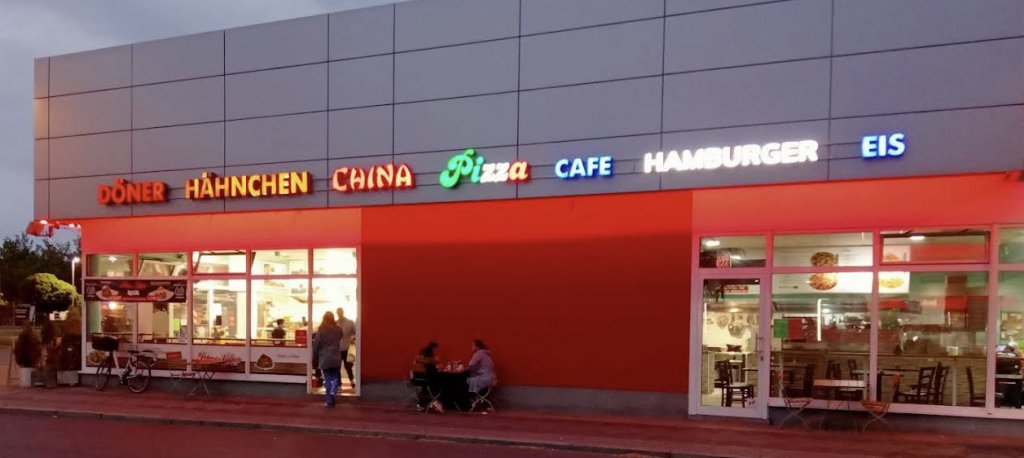 DÖNER HÄHNCHEN CHINA Pizza CAFE HAMBURGER EIS